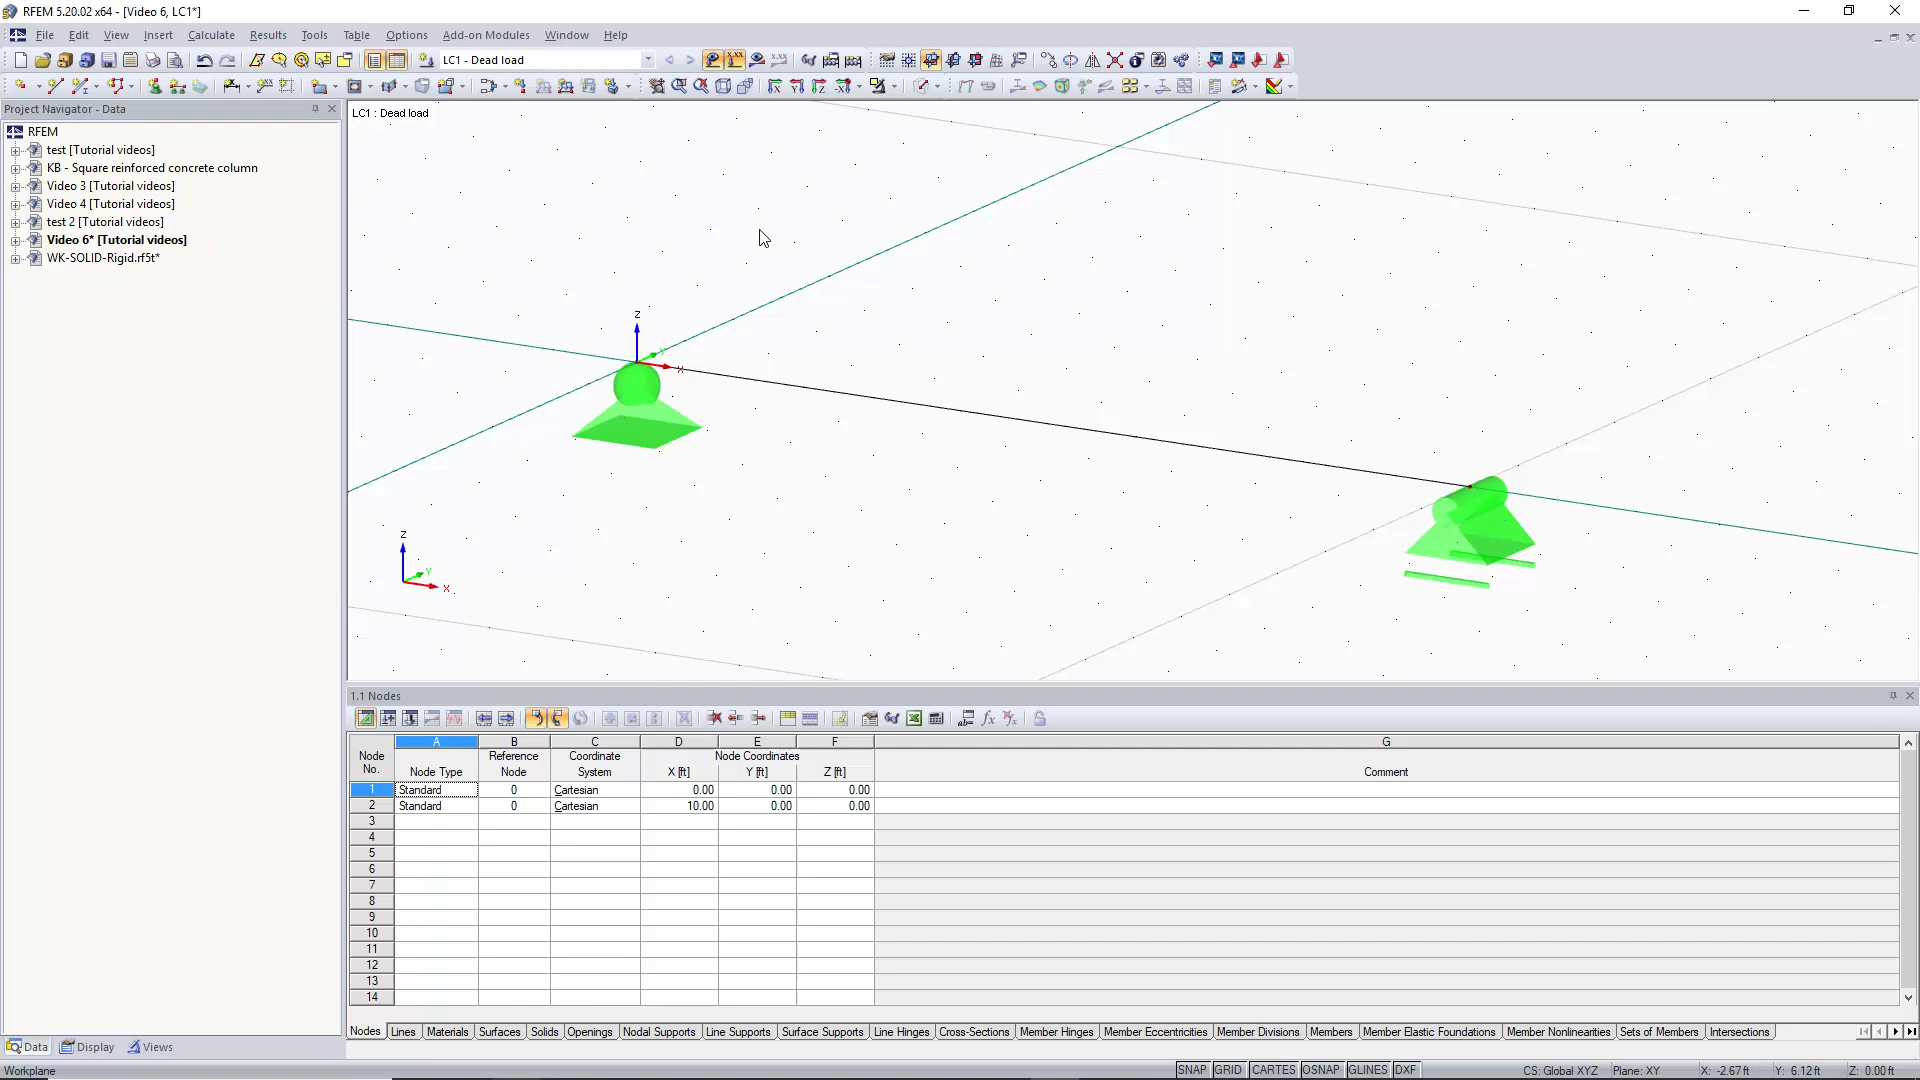 RFEM 5.20.02 x64 - [Video 6, LC1*]
File Edit View Insert Calculate Results Tools Table Options Add-on Modules Window Help
LC1 - Dead load
Project Navigator - Data
RFEM
test [Tutorial videos]
KB - Square reinforced concrete column
Video 3 [Tutorial videos]
Video 4 [Tutorial videos]
test 2 [Tutorial videos]
Video 6* [Tutorial videos]
WK-SOLID-Rigid.rf5t*
Data Display Views
LC1 : Dead load
Z
Y
X
Z
Y
X
1.1 Nodes
A B C D E F G
Node No. Node Type Reference Node Coordinate System Node Coordinates X [ft] Y [ft] Z [ft] Comment
1 Standard 0 Cartesian 0.00 0.00 0.00
2 Standard 0 Cartesian 10.00 0.00 0.00
3
4
5
6
7
8
9
10
11
12
13
14
Nodes Lines Materials Surfaces Solids Openings Nodal Supports Line Supports Surface Supports Line Hinges Cross-Sections Member Hinges Member Eccentricities Member Divisions Members Member Elastic Foundations Member Nonlinearities Sets of Members Intersections
Workplane SNAP GRID CARTES OSNAP GLINES DXF CS: Global XYZ Plane: XY X: -2.67 ft Y: 6.12 ft Z: 0.00 ft